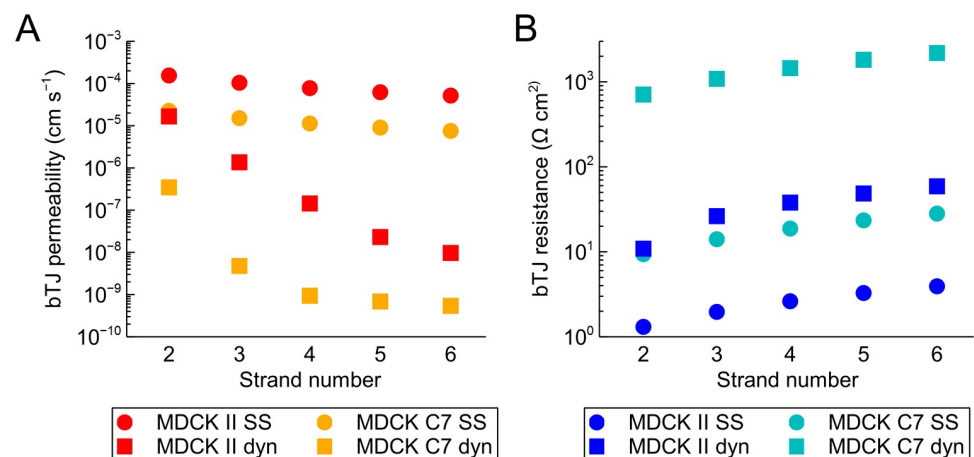 A
bTJ permeability (cm s⁻¹)
10⁻³
10⁻⁴
10⁻⁵
10⁻⁶
10⁻⁷
10⁻⁸
10⁻⁹
10⁻¹⁰
2 3 4 5 6
Strand number
MDCK II SS MDCK C7 SS
MDCK II dyn MDCK C7 dyn
B
bTJ resistance (Ω cm²)
10³
10²
10¹
10⁰
2 3 4 5 6
Strand number
MDCK II SS MDCK C7 SS
MDCK II dyn MDCK C7 dyn